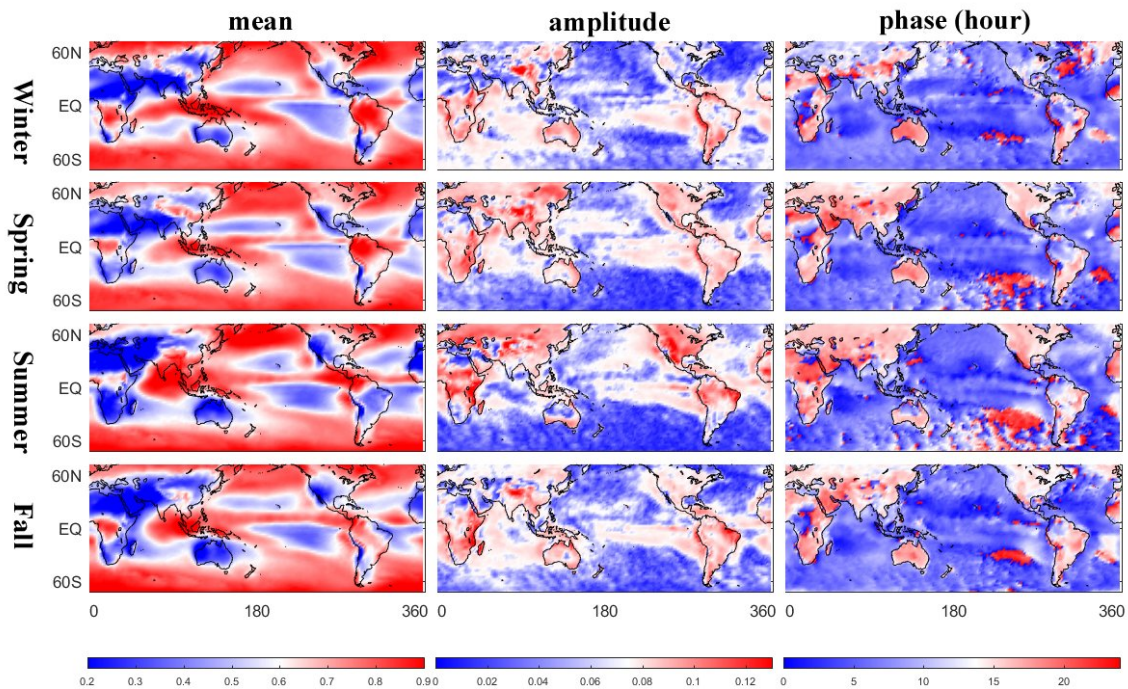 mean amplitude phase (hour)
Winter
60N
EQ
60S
Spring
60N
EQ
60S
Summer
60N
EQ
60S
Fall
60N
EQ
60S
0 180 360 0 180 360 0 180 360
0.2 0.3 0.4 0.5 0.6 0.7 0.8 0.9 0 0.02 0.04 0.06 0.08 0.1 0.12 0 5 10 15 20